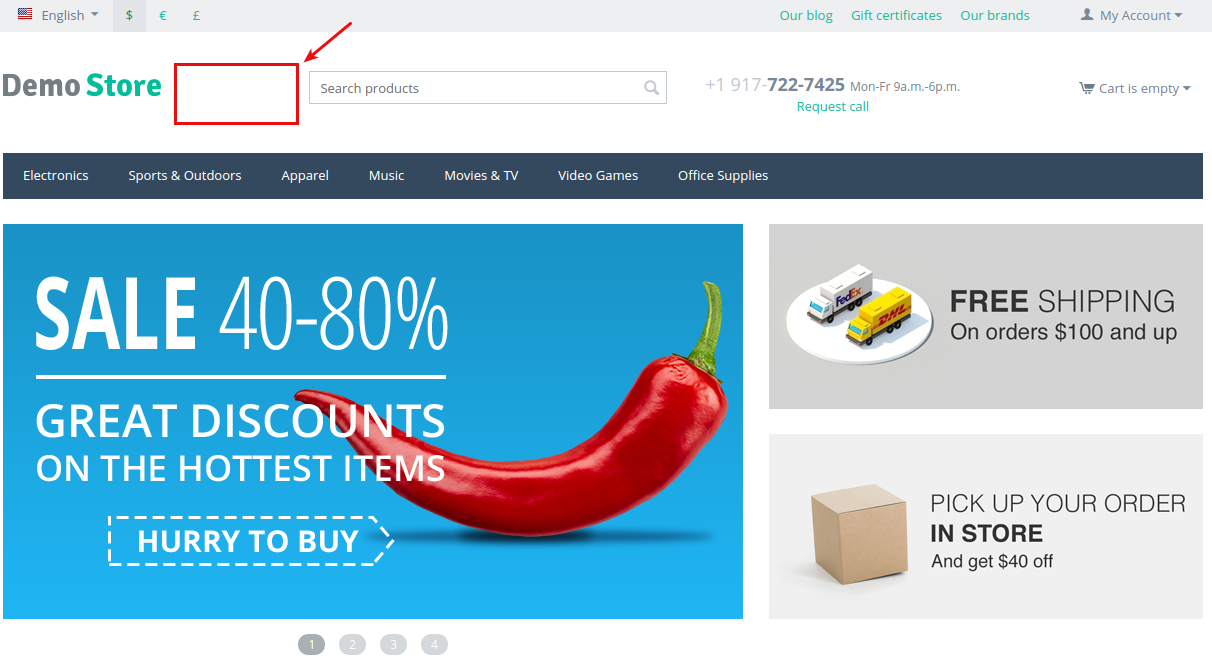 English $ € £ Our blog Gift certificates Our brands My Account
Demo Store Search products +1 917-722-7425 Mon-Fr 9a.m.-6p.m. Cart is empty
Request call
Electronics Sports & Outdoors Apparel Music Movies & TV Video Games Office Supplies
SALE 40-80%
GREAT DISCOUNTS
ON THE HOTTEST ITEMS
HURRY TO BUY
FedEx
DHL
FREE SHIPPING
On orders $100 and up
PICK UP YOUR ORDER
IN STORE
And get $40 off
1 2 3 4